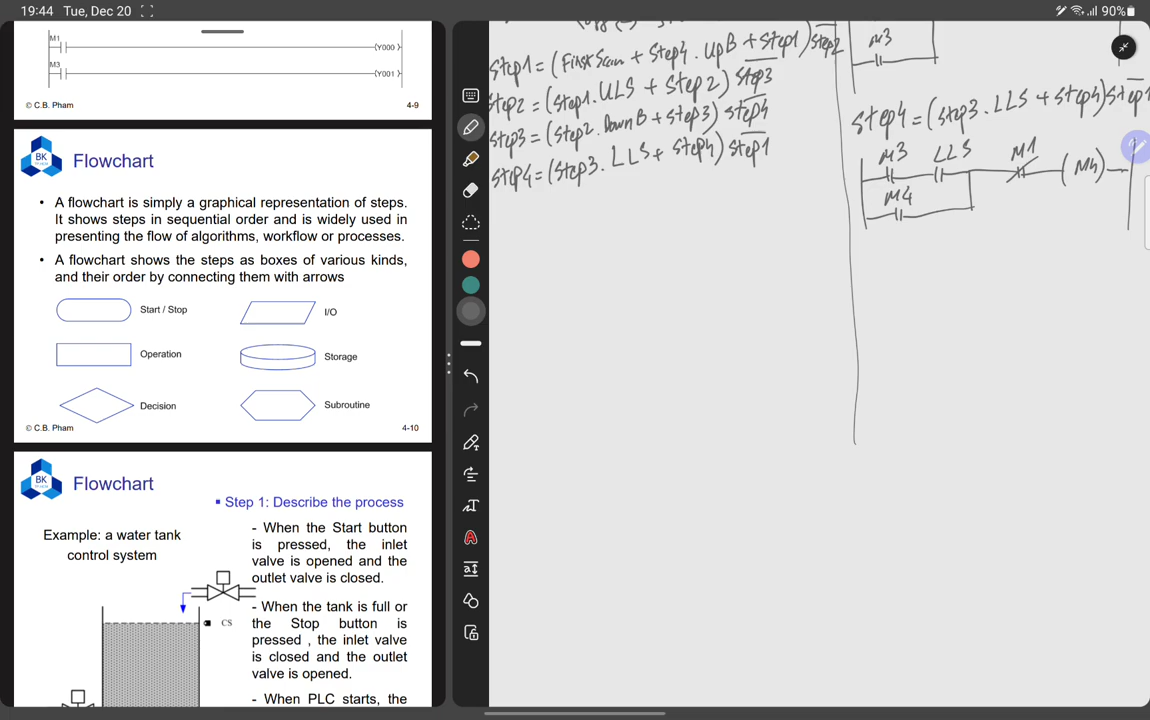 19:44 Tue, Dec 20
90%
M1
(Y000)
M3
(Y001)
© C.B. Pham
4-9
BK
Flowchart
• A flowchart is simply a graphical representation of steps.
It shows steps in sequential order and is widely used in
presenting the flow of algorithms, workflow or processes.
• A flowchart shows the steps as boxes of various kinds,
and their order by connecting them with arrows
Start / Stop
I/O
Operation
Storage
Decision
Subroutine
© C.B. Pham
4-10
BK
Flowchart
▪ Step 1: Describe the process
Example: a water tank
control system
- When the Start button
is pressed, the inlet
valve is opened and the
outlet valve is closed.
- When the tank is full or
the Stop button is
pressed , the inlet valve
is closed and the outlet
valve is opened.
- When PLC starts, the
CS
Step1 = (First Scan + Step4 . UpB + Step1) S̅t̅e̅p̅2̅
Step2 = (Step1 . ULS + Step2) S̅t̅e̅p̅3̅
Step3 = (Step2 . Down B + Step3) S̅t̅e̅p̅4̅
Step4 = (Step3 . LLS + Step4) S̅t̅e̅p̅1̅
M3
Step4 = (Step3 . LLS + Step4) S̅t̅e̅p̅1̅
M3 LLS M1
(M4)
M4